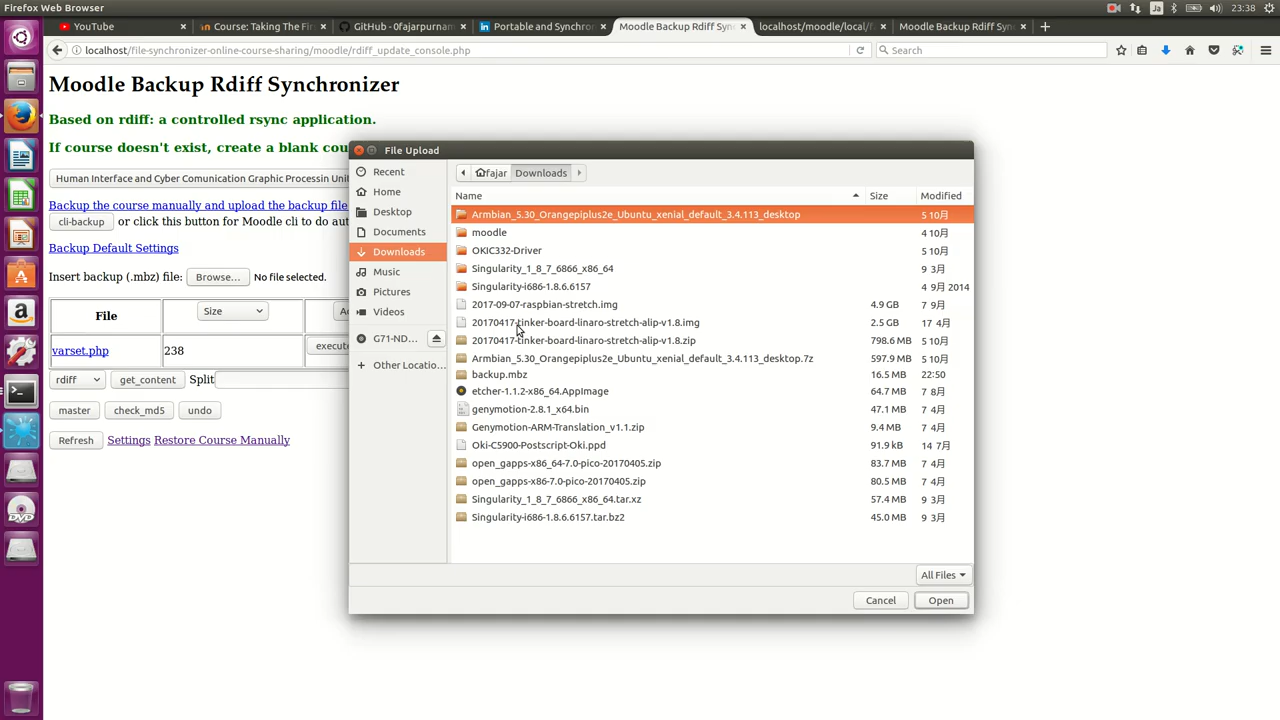 Firefox Web Browser
Ja
23:38
YouTube
Course: Taking The Fir
GitHub - 0fajarpurnam
Portable and Synchron
Moodle Backup Rdiff Sync
localhost/moodle/local/f
Moodle Backup Rdiff Syn
localhost/file-synchronizer-online-course-sharing/moodle/rdiff_update_console.php
Search
Moodle Backup Rdiff Synchronizer
Based on rdiff: a controlled rsync application.
If course doesn't exist, create a blank cou
Human Interface and Cyber Comunication Graphic Processin Unit
Backup the course manually and upload the backup file
cli-backup or click this button for Moodle cli to do aut
Backup Default Settings
Insert backup (.mbz) file: Browse... No file selected.
File Size Ac
varset.php 238 execute
rdiff get_content Split
master check_md5 undo
Refresh Settings Restore Course Manually
File Upload
fajar Downloads
Recent
Home
Desktop
Documents
Downloads
Music
Pictures
Videos
G71-ND...
Other Locatio...
Name Size Modified
Armbian_5.30_Orangepiplus2e_Ubuntu_xenial_default_3.4.113_desktop 5 10月
moodle 4 10月
OKIC332-Driver 5 10月
Singularity_1_8_7_6866_x86_64 9 3月
Singularity-i686-1.8.6.6157 4 9月 2014
2017-09-07-raspbian-stretch.img 4.9 GB 7 9月
20170417-tinker-board-linaro-stretch-alip-v1.8.img 2.5 GB 17 4月
20170417-tinker-board-linaro-stretch-alip-v1.8.zip 798.6 MB 5 10月
Armbian_5.30_Orangepiplus2e_Ubuntu_xenial_default_3.4.113_desktop.7z 597.9 MB 5 10月
backup.mbz 16.5 MB 22:50
etcher-1.1.2-x86_64.AppImage 64.7 MB 7 8月
genymotion-2.8.1_x64.bin 47.1 MB 7 4月
Genymotion-ARM-Translation_v1.1.zip 9.4 MB 7 4月
Oki-C5900-Postscript-Oki.ppd 91.9 kB 14 7月
open_gapps-x86_64-7.0-pico-20170405.zip 83.7 MB 7 4月
open_gapps-x86-7.0-pico-20170405.zip 80.5 MB 7 4月
Singularity_1_8_7_6866_x86_64.tar.xz 57.4 MB 9 3月
Singularity-i686-1.8.6.6157.tar.bz2 45.0 MB 9 3月
All Files
Cancel Open